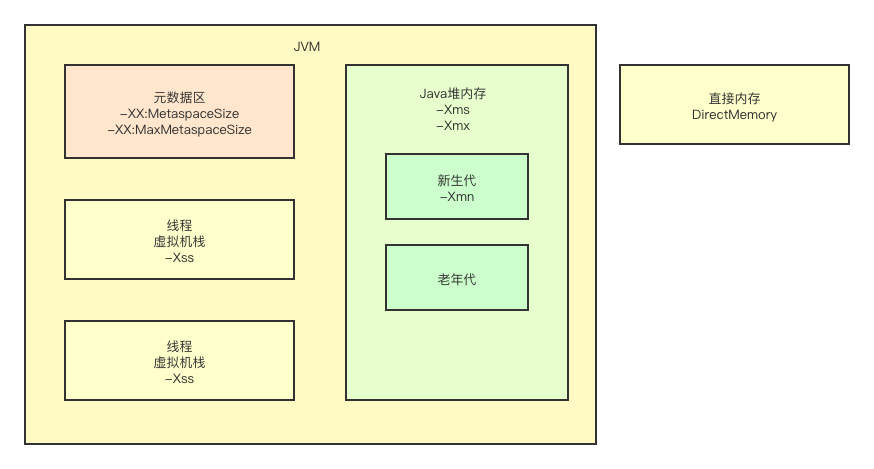 JVM
元数据区
-XX:MetaspaceSize
-XX:MaxMetaspaceSize
线程
虚拟机栈
-Xss
线程
虚拟机栈
-Xss
Java堆内存
-Xms
-Xmx
新生代
-Xmn
老年代
直接内存
DirectMemory